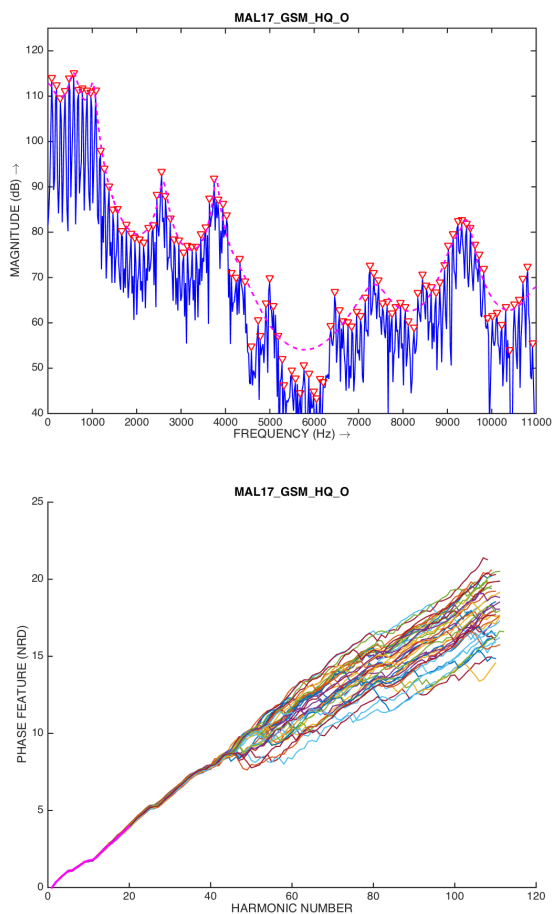 MAL17_GSM_HQ_O
MAGNITUDE (dB) →
120
110
100
90
80
70
60
50
40
0 1000 2000 3000 4000 5000 6000 7000 8000 9000 10000 11000
FREQUENCY (Hz) →
MAL17_GSM_HQ_O
PHASE FEATURE (NRD)
25
20
15
10
5
0
0 20 40 60 80 100 120
HARMONIC NUMBER